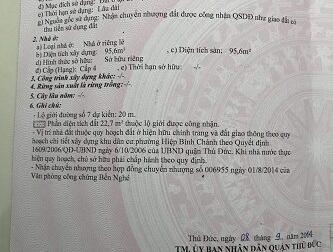 d) Mục đích sử dụng: Đất ở tại
e) Thời hạn sử dụng: Lâu dài
g) Nguồn gốc sử dụng: Nhận chuyển nhượng đất được công nhận QSDĐ như giao đất có
thu tiền sử dụng đất
2. Nhà ở:
a) Loại nhà ở: Nhà ở riêng lẻ
b) Diện tích xây dựng: 95,6m² , c) Diện tích sàn: 95,6m²
d) Hình thức sở hữu: Sở hữu riêng
đ) Cấp (Hạng): Cấp 4 , e) Thời hạn sở hữu: -/-
3. Công trình xây dựng khác: -/-
4. Rừng sản xuất là rừng trồng: -/-
5. Cây lâu năm: -/-
6. Ghi chú:
- Lộ giới đường số 7 dự kiến: 20 m.
Phần diện tích đất 22,7 m² thuộc lộ giới được công nhận.
- Vị trí nhà đất thuộc quy hoạch đất ở hiện hữu chỉnh trang và đất giao thông theo quy
hoạch chi tiết xây dựng khu dân cư phường Hiệp Bình Chánh theo Quyết định
1609/2006/QĐ-UBND ngày 6/10/2006 của UBND quận Thủ Đức. Khi nhà nước thực
hiện quy hoạch, chủ sở hữu phải chấp hành theo quy định.
- Nhận chuyển nhượng theo hợp đồng chuyển nhượng số 006955 ngày 01/8/2014 của
Văn phòng công chứng Bến Nghé
Thủ Đức, ngày 08 tháng 9 năm 2014
TM. ỦY BAN NHÂN DÂN QUẬN THỦ ĐỨC